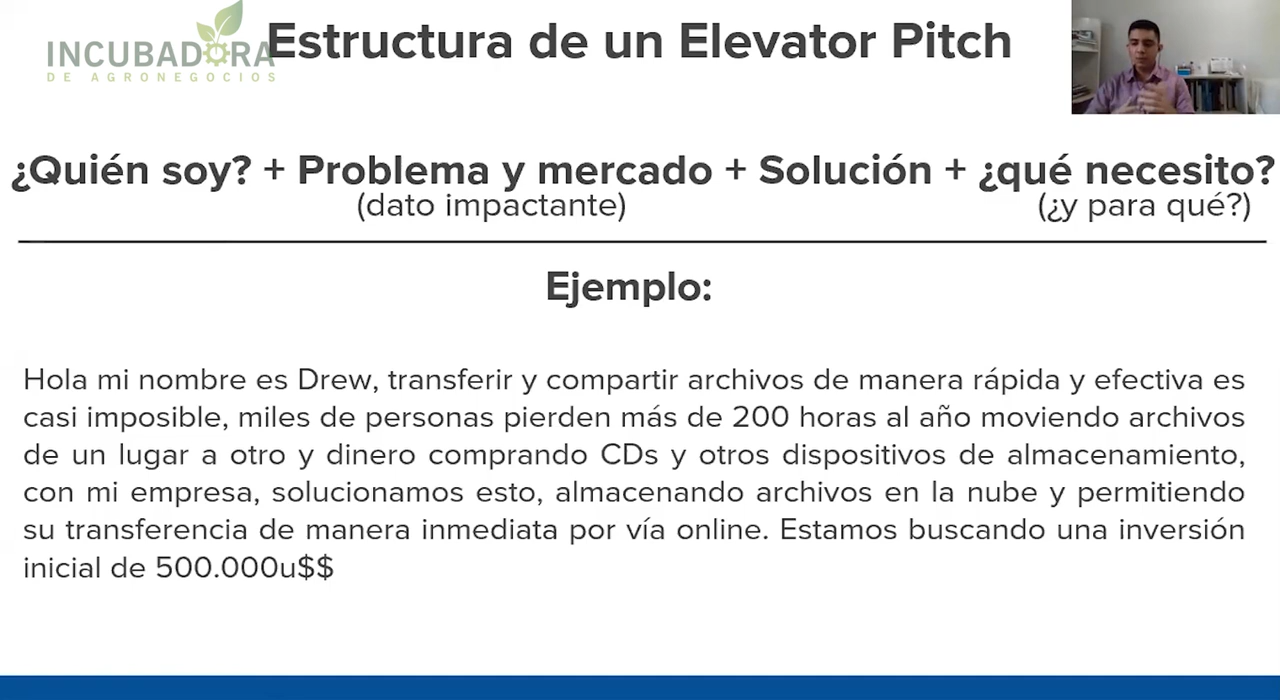 INCUBADORA
DE AGRONEGOCIOS
Estructura de un Elevator Pitch
¿Quién soy? + Problema y mercado + Solución + ¿qué necesito?
(dato impactante) (¿y para qué?)
Ejemplo:
Hola mi nombre es Drew, transferir y compartir archivos de manera rápida y efectiva es
casi imposible, miles de personas pierden más de 200 horas al año moviendo archivos
de un lugar a otro y dinero comprando CDs y otros dispositivos de almacenamiento,
con mi empresa, solucionamos esto, almacenando archivos en la nube y permitiendo
su transferencia de manera inmediata por vía online. Estamos buscando una inversión
inicial de 500.000u$$